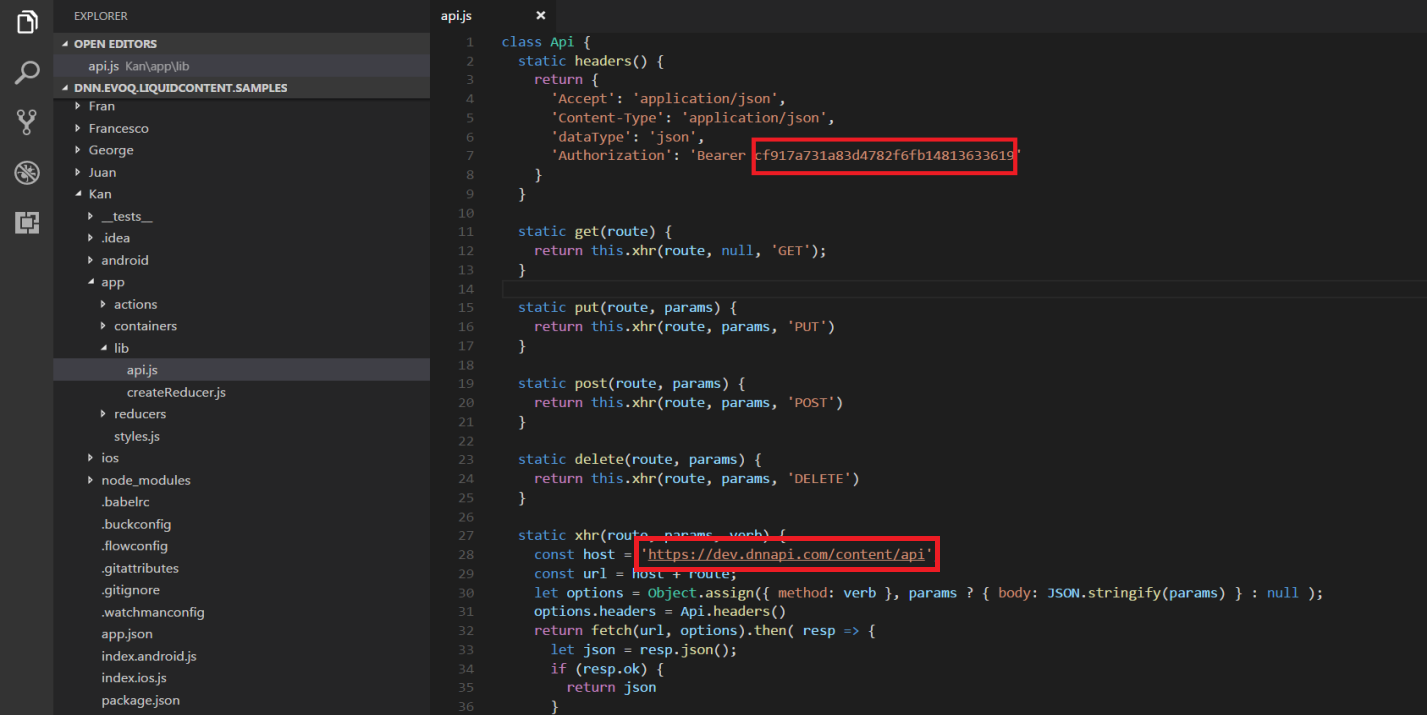 EXPLORER
OPEN EDITORS
api.js Kan\app\lib
DNN.EVOQ.LIQUIDCONTENT.SAMPLES
Fran
Francesco
George
Juan
Kan
__tests__
.idea
android
app
actions
containers
lib
api.js
createReducer.js
reducers
styles.js
ios
node_modules
.babelrc
.buckconfig
.flowconfig
.gitattributes
.gitignore
.watchmanconfig
app.json
index.android.js
index.ios.js
package.json
api.js
1 class Api {
2 static headers() {
3 return {
4 'Accept': 'application/json',
5 'Content-Type': 'application/json',
6 'dataType': 'json',
7 'Authorization': 'Bearer cf917a731a83d4782f6fb14813633619'
8 }
9 }
10
11 static get(route) {
12 return this.xhr(route, null, 'GET');
13 }
14
15 static put(route, params) {
16 return this.xhr(route, params, 'PUT')
17 }
18
19 static post(route, params) {
20 return this.xhr(route, params, 'POST')
21 }
22
23 static delete(route, params) {
24 return this.xhr(route, params, 'DELETE')
25 }
26
27 static xhr(route, params, verb) {
28 const host = 'https://dev.dnnapi.com/content/api'
29 const url = host + route;
30 let options = Object.assign({ method: verb }, params ? { body: JSON.stringify(params) } : null );
31 options.headers = Api.headers()
32 return fetch(url, options).then( resp => {
33 let json = resp.json();
34 if (resp.ok) {
35 return json
36 }